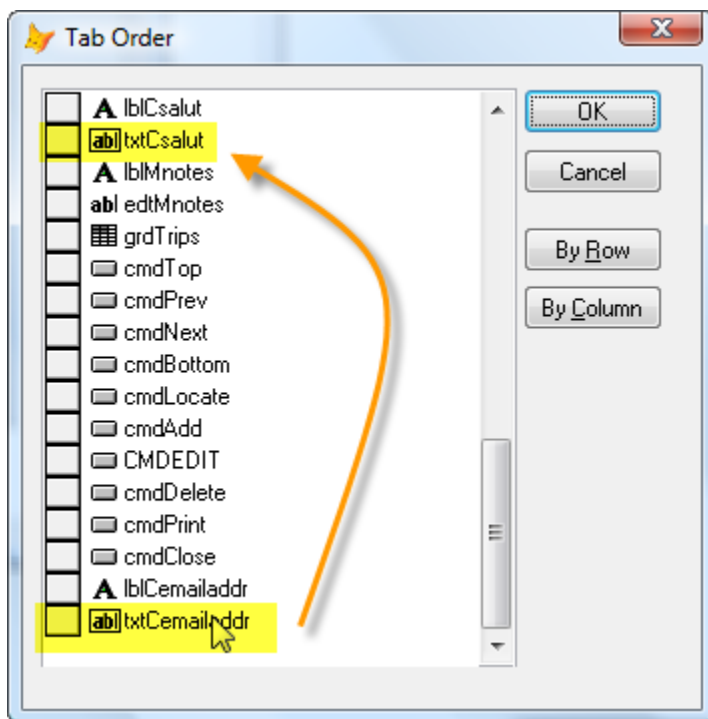 Tab Order
lblCsalut
txtCsalut
lblMnotes
edtMnotes
grdTrips
cmdTop
cmdPrev
cmdNext
cmdBottom
cmdLocate
cmdAdd
CMDEDIT
cmdDelete
cmdPrint
cmdClose
lblCemailaddr
txtCemailaddr
OK
Cancel
By Row
By Column